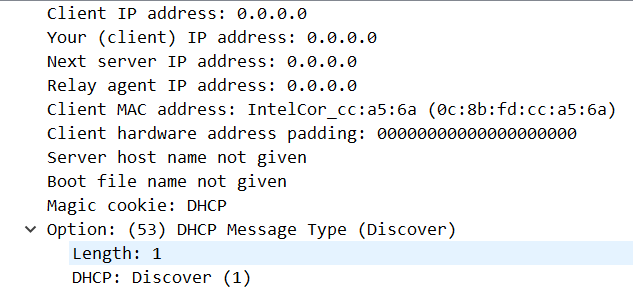 Client IP address: 0.0.0.0
Your (client) IP address: 0.0.0.0
Next server IP address: 0.0.0.0
Relay agent IP address: 0.0.0.0
Client MAC address: IntelCor_cc:a5:6a (0c:8b:fd:cc:a5:6a)
Client hardware address padding: 00000000000000000000
Server host name not given
Boot file name not given
Magic cookie: DHCP
Option: (53) DHCP Message Type (Discover)
Length: 1
DHCP: Discover (1)